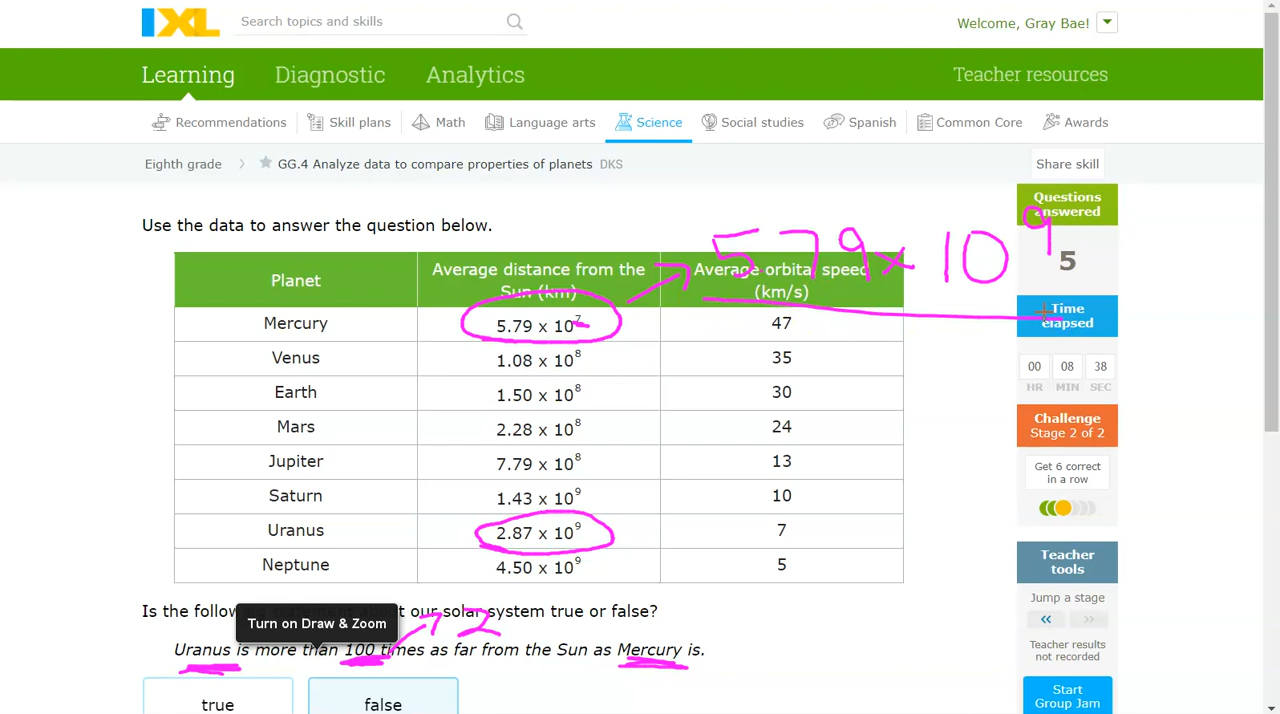 IXL Search topics and skills Welcome, Gray Bae!
Learning Diagnostic Analytics Teacher resources
Recommendations Skill plans Math Language arts Science Social studies Spanish Common Core Awards
Eighth grade > GG.4 Analyze data to compare properties of planets DKS Share skill
Use the data to answer the question below.
Planet Average distance from the Sun (km) Average orbital speed (km/s)
Mercury 5.79 x 10⁷ 47
Venus 1.08 x 10⁸ 35
Earth 1.50 x 10⁸ 30
Mars 2.28 x 10⁸ 24
Jupiter 7.79 x 10⁸ 13
Saturn 1.43 x 10⁹ 10
Uranus 2.87 x 10⁹ 7
Neptune 4.50 x 10⁹ 5
579 x 10⁹
Is the follo our solar system true or false?
Turn on Draw & Zoom
2
Uranus is more than 100 times as far from the Sun as Mercury is.
true false
Questions answered
5
Time elapsed
00 08 38
HR MIN SEC
Challenge
Stage 2 of 2
Get 6 correct
in a row
Teacher
tools
Jump a stage
<< >>
Teacher results
not recorded
Start
Group Jam